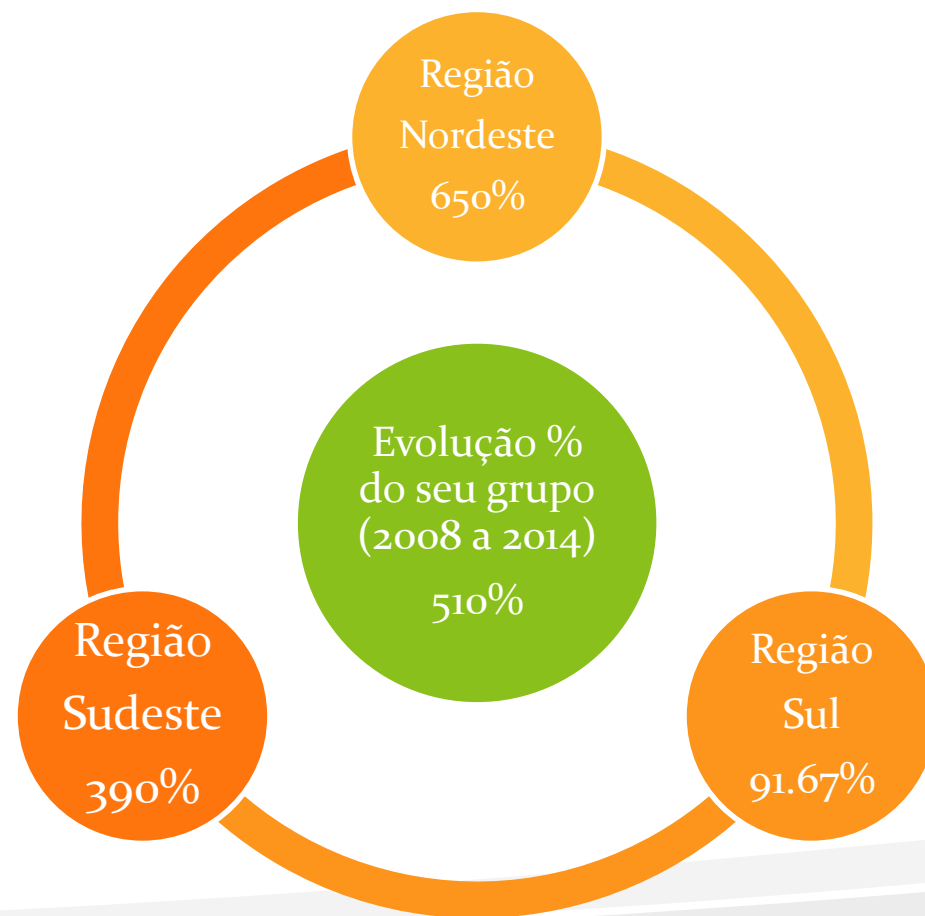 Região
Nordeste
650%
Evolução %
do seu grupo
(2008 a 2014)
510%
Região
Sudeste
390%
Região
Sul
91.67%